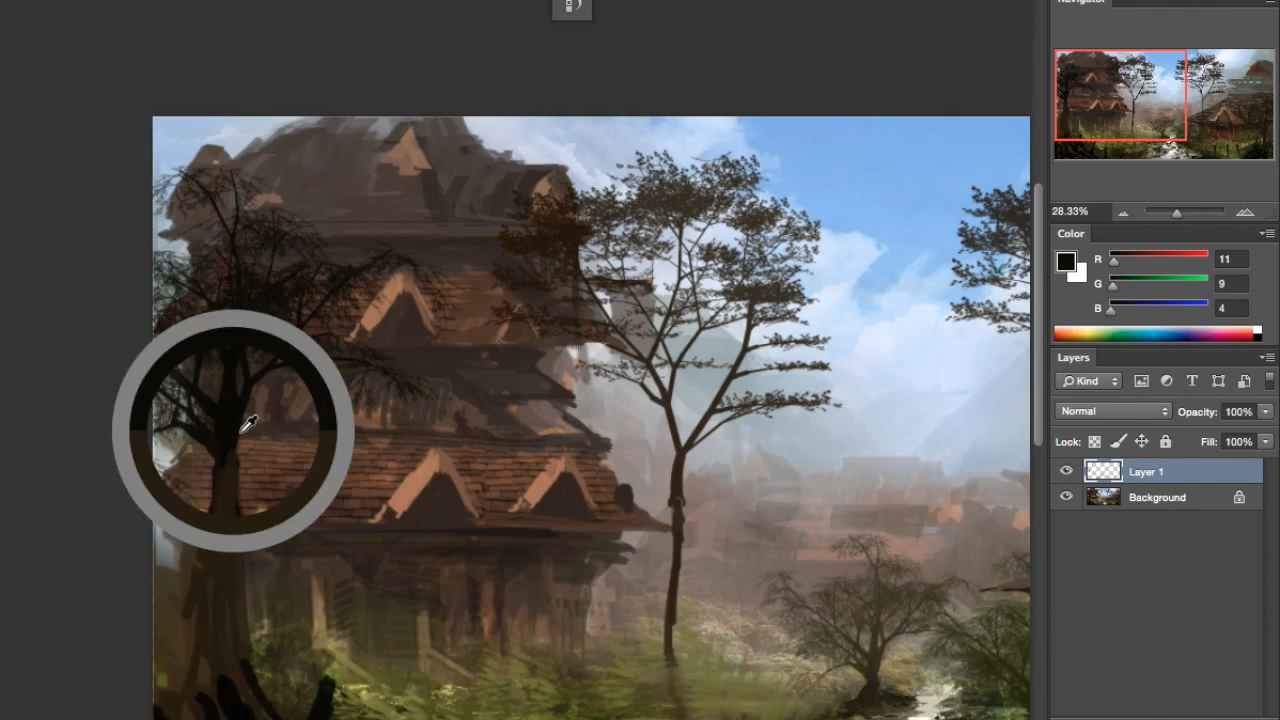 Navigator
28.33%
Color
R 11
G 9
B 4
Layers
Kind
T
Normal Opacity: 100%
Lock: Fill: 100%
Layer 1
Background